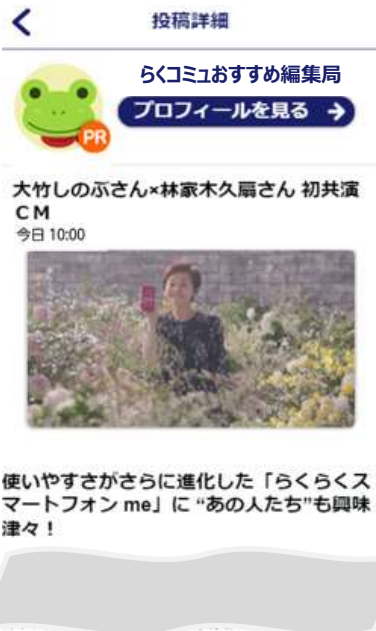 投稿詳細
らくコミュおすすめ編集局
プロフィールを見る
PR
大竹しのぶさん×林家木久扇さん 初共演
CM
今日 10:00
使いやすさがさらに進化した「らくらくス
マートフォン me」に “あの人たち”も興味
津々！